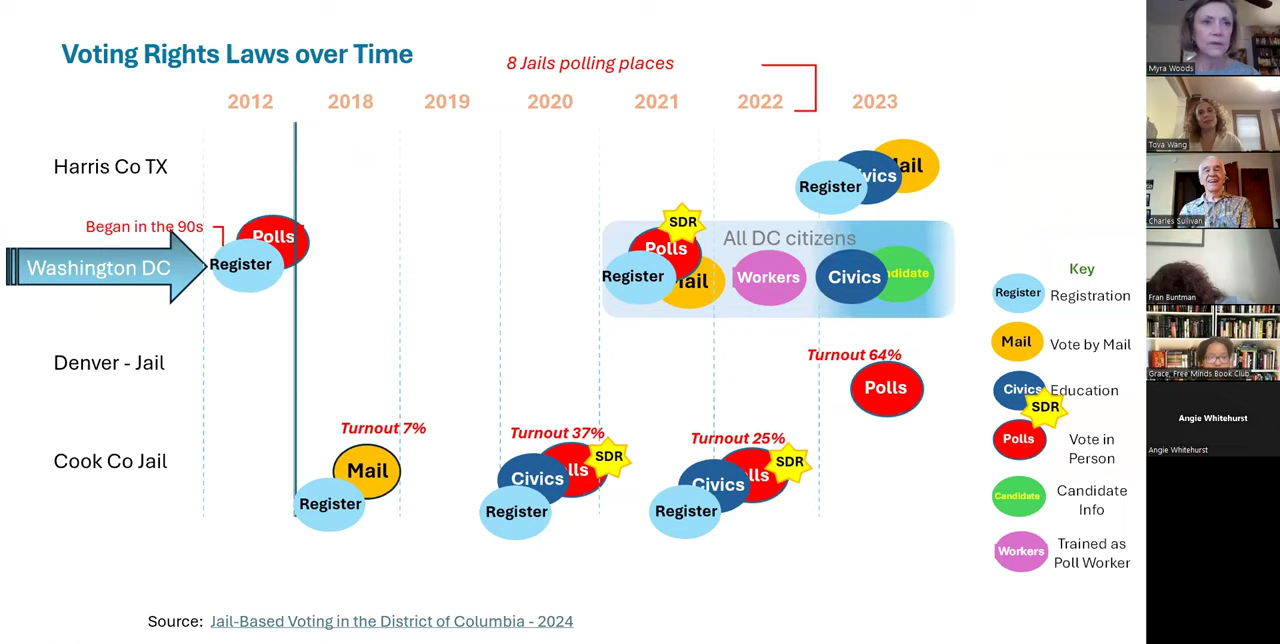 Voting Rights Laws over Time
8 Jails polling places
2012 2018 2019 2020 2021 2022 2023
Harris Co TX
Register
Civics
Mail
Began in the 90s
Washington DC
Polls
Register
SDR
Polls
Register
Mail
All DC citizens
Workers
Civics
Candidate
Denver - Jail
Turnout 64%
Polls
Cook Co Jail
Turnout 7%
Mail
Register
Turnout 37%
SDR
Polls
Civics
Register
Turnout 25%
SDR
Polls
Civics
Register
Key
Register Registration
Mail Vote by Mail
Civics Education
SDR
Polls Vote in
Person
Candidate Candidate
Info
Workers Trained as
Poll Worker
Source: Jail-Based Voting in the District of Columbia - 2024
Myra Woods
Tova Wang
Charles Sullivan
Fran Buntman
Grace, Free Minds Book Club
Angie Whitehurst
Angie Whitehurst